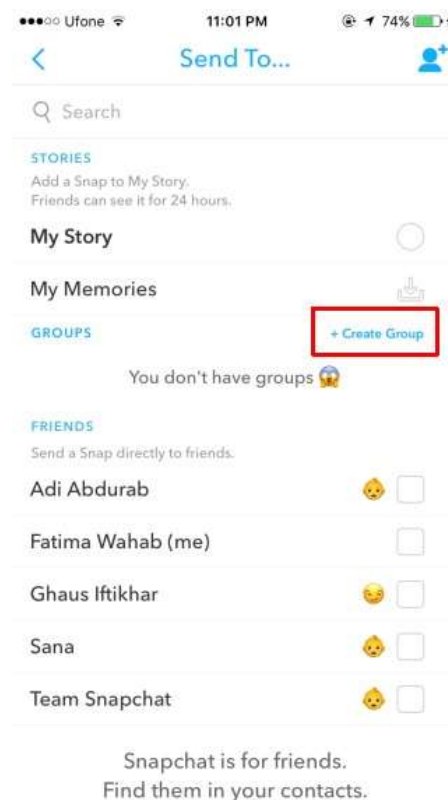 Ufone 11:01 PM 74%
Send To...
Search
STORIES
Add a Snap to My Story.
Friends can see it for 24 hours.
My Story
My Memories
GROUPS + Create Group
You don't have groups 😱
FRIENDS
Send a Snap directly to friends.
Adi Abdurab 👶
Fatima Wahab (me)
Ghaus Iftikhar 😏
Sana 👶
Team Snapchat 👶
Snapchat is for friends.
Find them in your contacts.